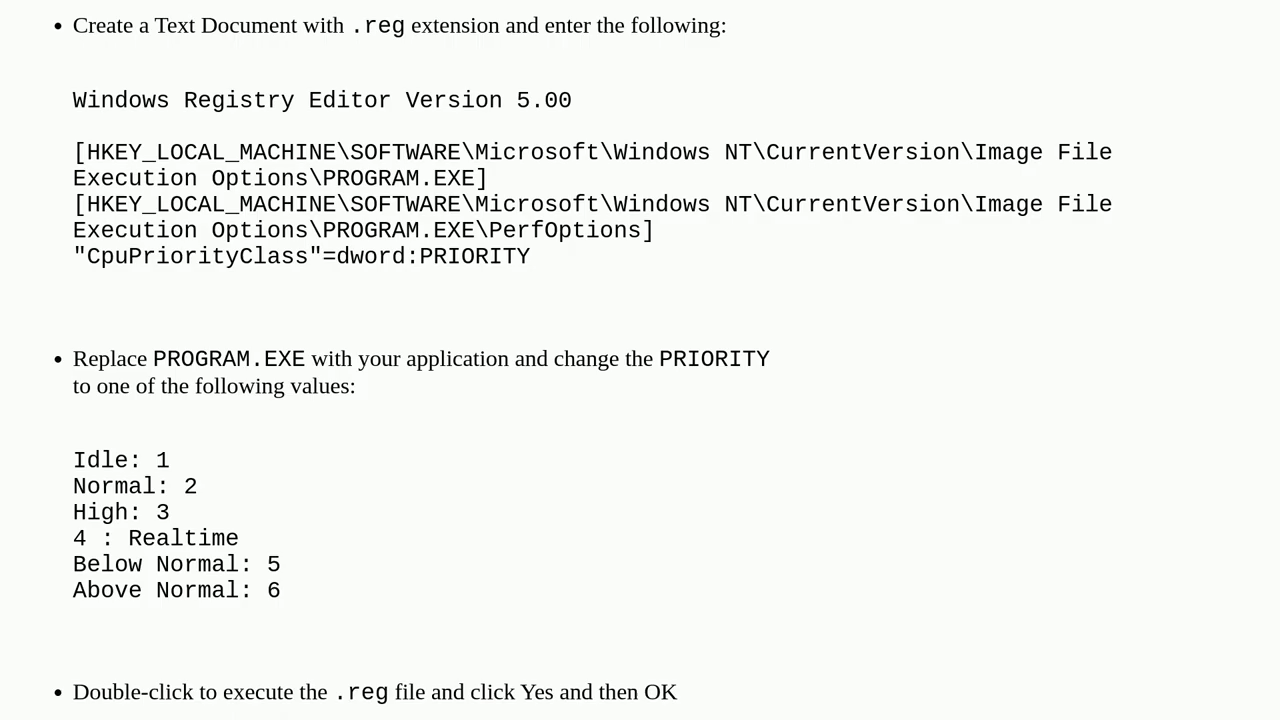 Create a Text Document with .reg extension and enter the following:
Windows Registry Editor Version 5.00
[HKEY_LOCAL_MACHINE\SOFTWARE\Microsoft\Windows NT\CurrentVersion\Image File
Execution Options\PROGRAM.EXE]
[HKEY_LOCAL_MACHINE\SOFTWARE\Microsoft\Windows NT\CurrentVersion\Image File
Execution Options\PROGRAM.EXE\PerfOptions]
"CpuPriorityClass"=dword:PRIORITY
Replace PROGRAM.EXE with your application and change the PRIORITY
to one of the following values:
Idle: 1
Normal: 2
High: 3
4 : Realtime
Below Normal: 5
Above Normal: 6
Double-click to execute the .reg file and click Yes and then OK